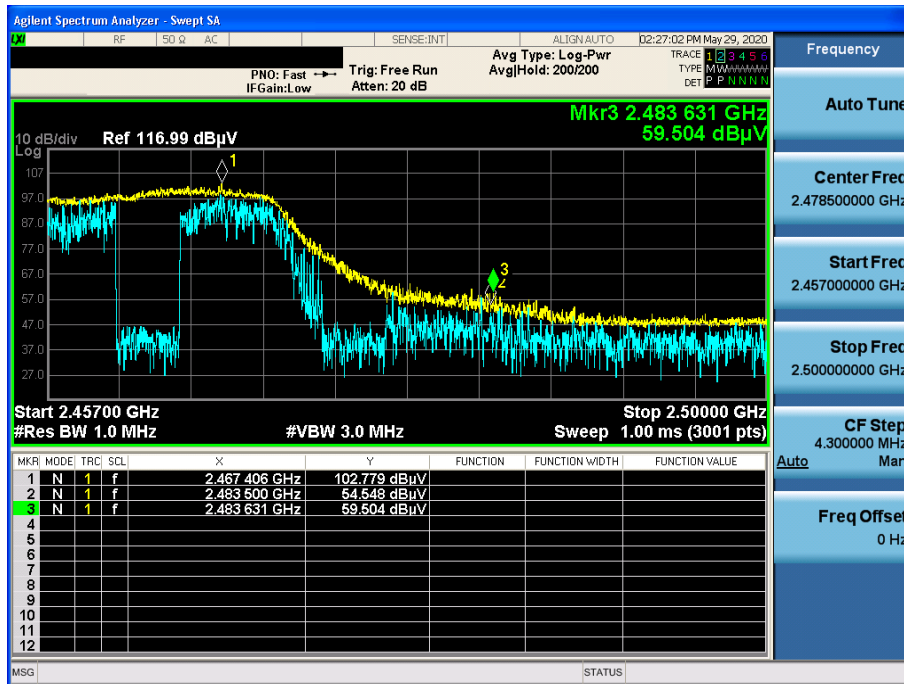 Agilent Spectrum Analyzer - Swept SA
LXI RF 50 Ω AC SENSE:INT ALIGN AUTO 02:27:02 PM May 29, 2020
Frequency
Avg Type: Log-Pwr
TRACE 1 2 3 4 5 6
PNO: Fast Trig: Free Run Avg|Hold: 200/200
TYPE M W W W W W
IFGain:Low Atten: 20 dB
DET P P N N N N
Auto Tune
Mkr3 2.483 631 GHz
59.504 dBµV
10 dB/div Ref 116.99 dBµV
Log
107
97.0
87.0
77.0
67.0
57.0
47.0
37.0
27.0
1
3
2
Center Freq
2.478500000 GHz
Start Freq
2.457000000 GHz
Stop Freq
2.500000000 GHz
Start 2.45700 GHz Stop 2.50000 GHz
#Res BW 1.0 MHz #VBW 3.0 MHz Sweep 1.00 ms (3001 pts)
CF Step
4.300000 MHz
Auto Man
MKR MODE TRC SCL X Y FUNCTION FUNCTION WIDTH FUNCTION VALUE
1 N 1 f 2.467 406 GHz 102.779 dBµV
2 N 1 f 2.483 500 GHz 54.548 dBµV
3 N 1 f 2.483 631 GHz 59.504 dBµV
4
5
6
7
8
9
10
11
12
Freq Offset
0 Hz
MSG STATUS